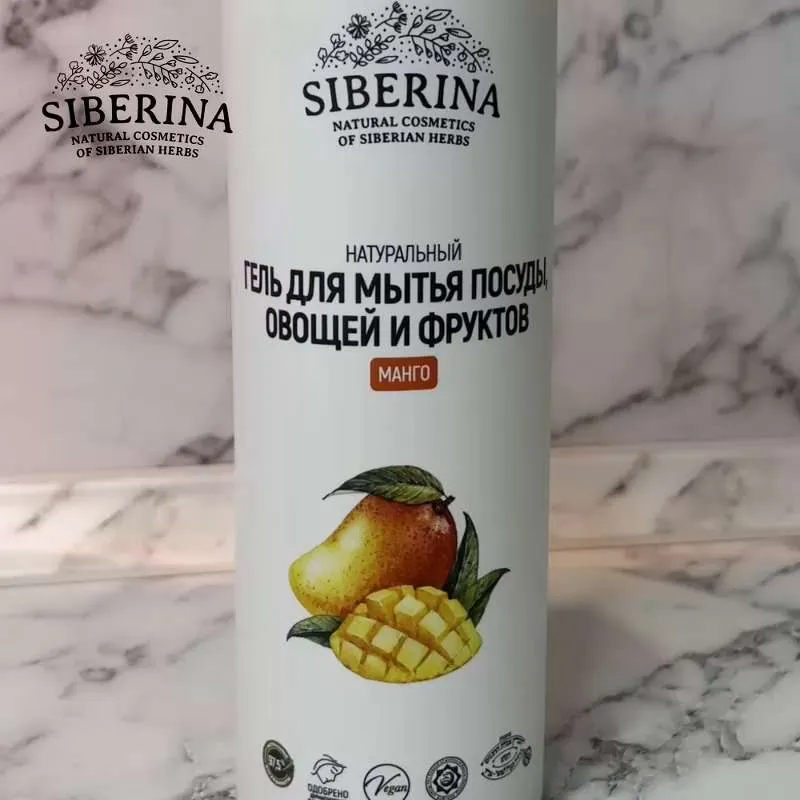 SIBERINA
NATURAL COSMETICS
OF SIBERIAN HERBS
SIBERINA
NATURAL COSMETICS
OF SIBERIAN HERBS
НАТУРАЛЬНЫЙ
ГЕЛЬ ДЛЯ МЫТЬЯ ПОСУДЫ,
ОВОЩЕЙ И ФРУКТОВ
МАНГО
ОДОБРЕНО
Vegan